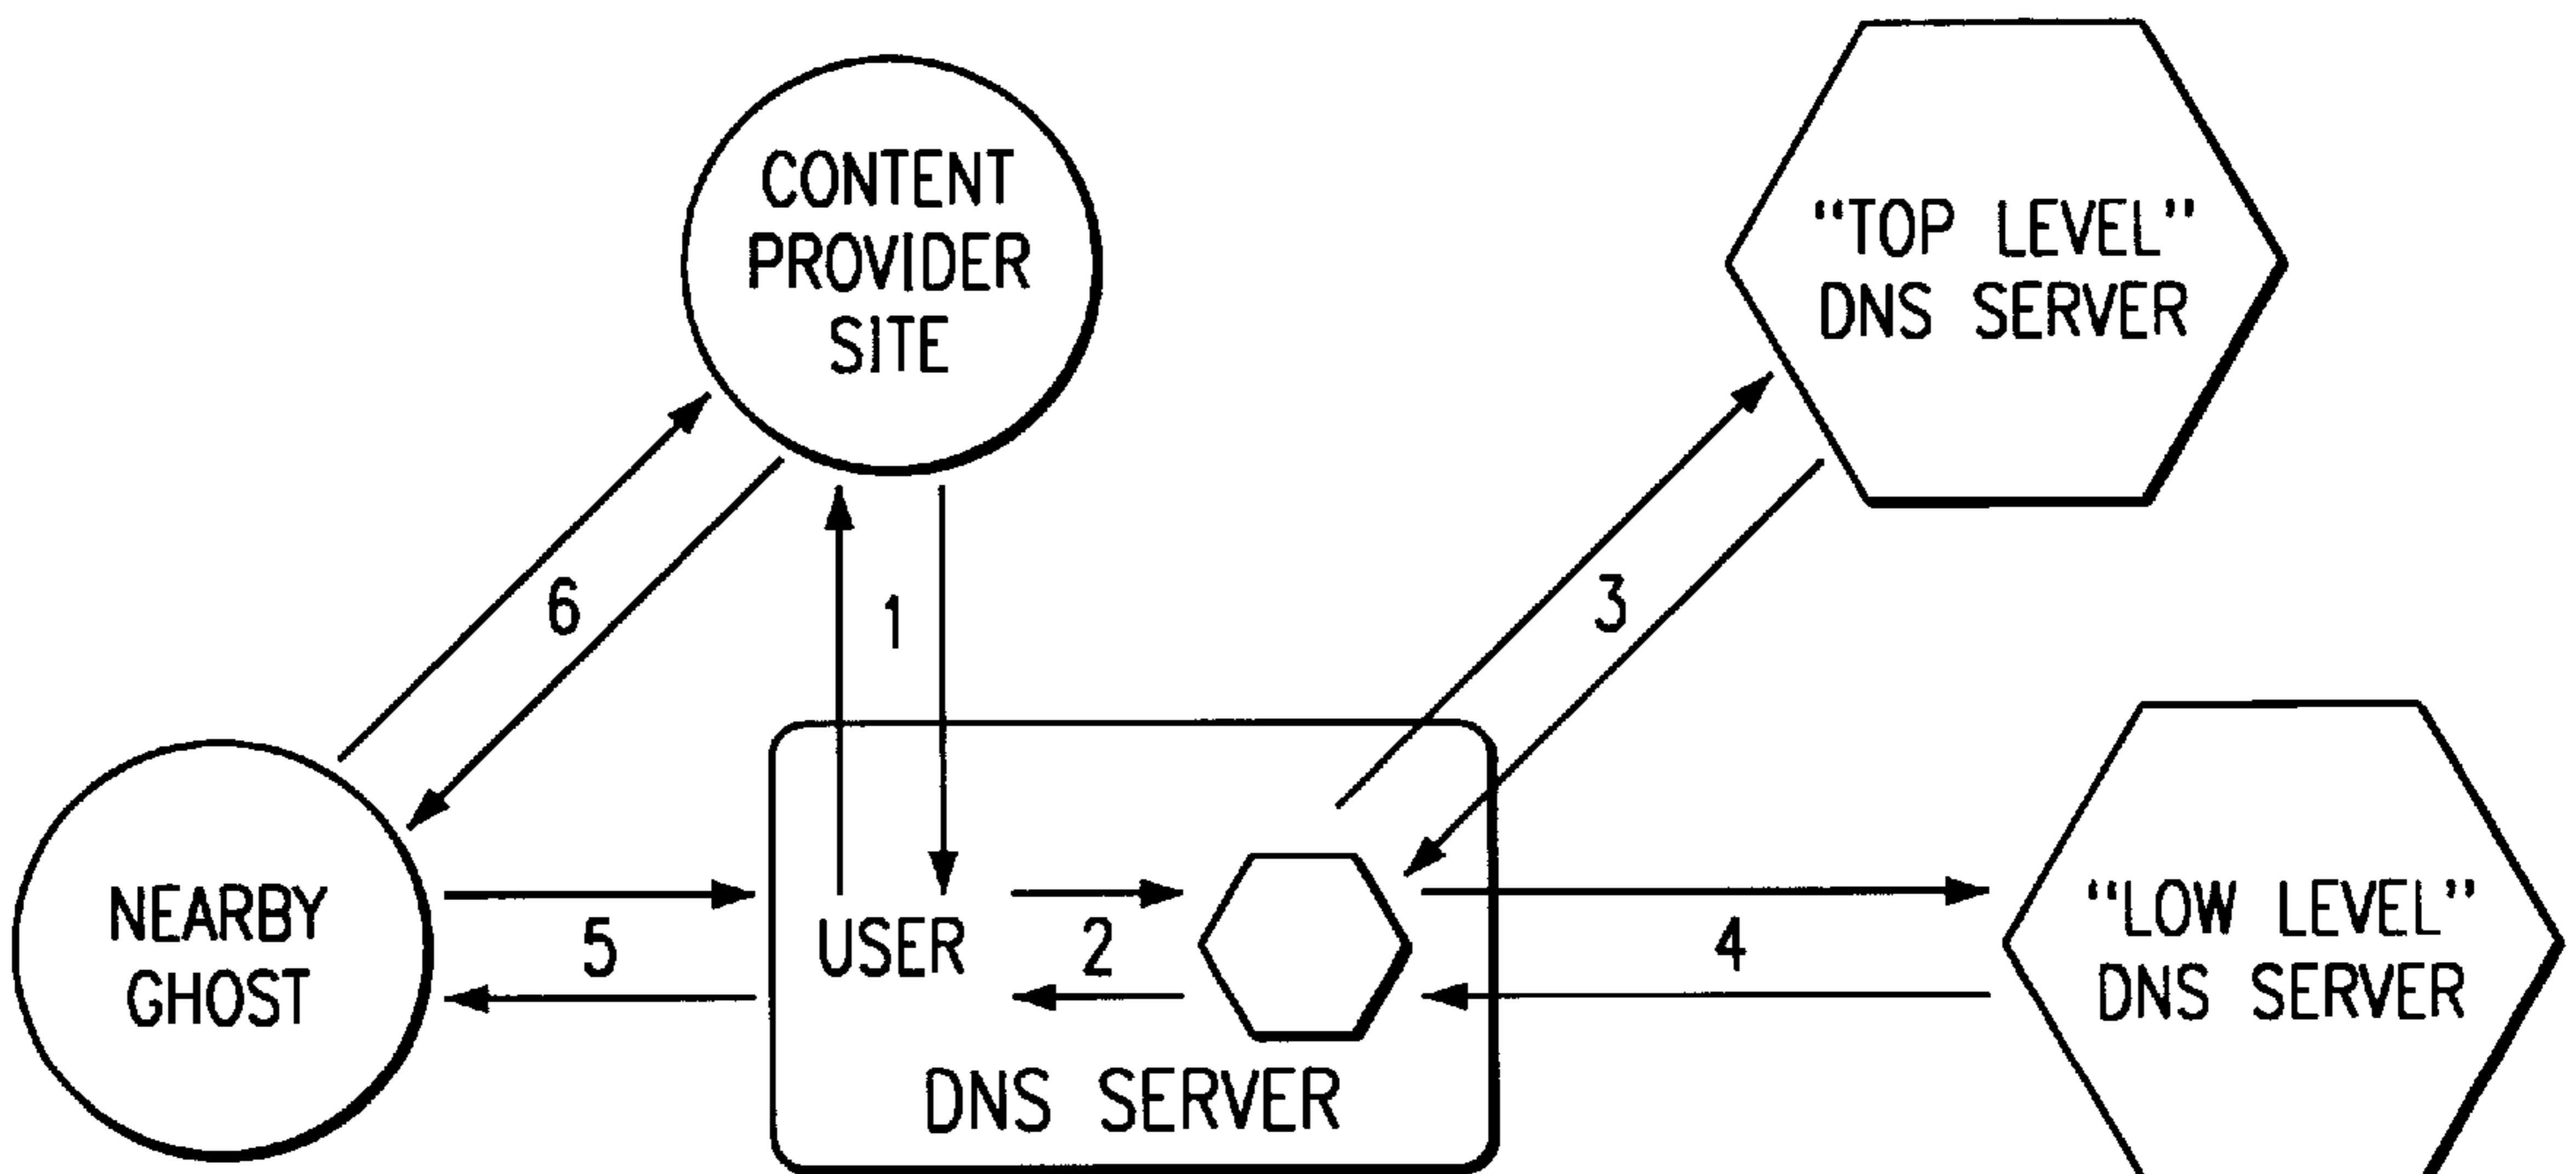 CONTENT
PROVIDER
SITE
"TOP LEVEL"
DNS SERVER
6
1
3
NEARBY
GHOST
5
USER
2
4
"LOW LEVEL"
DNS SERVER
DNS SERVER